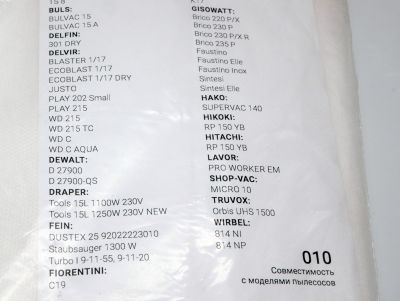 15 B
BULS:
BULVAC 15
BULVAC 15 A
DELFIN:
301 DRY
DELVIR:
BLASTER 1/17
ECOBLAST 1/17
ECOBLAST 1/17 DRY
JUSTO
PLAY 202 Small
PLAY 215
WD 215
WD 215 TC
WD C
WD C AQUA
DEWALT:
D 27900
D 27900-QS
DRAPER:
Tools 15L 1100W 230V
Tools 15L 1250W 230V NEW
FEIN:
DUSTEX 25 92022223010
Staubsauger 1300 W
Turbo I 9-11-55, 9-11-20
FIORENTINI:
C19
K17
GISOWATT:
Brico 220 P/X
Brico 230 P
Brico 230 P/X R
Brico 235 P
Faustino
Faustino Elle
Faustino Inox
Sintesi
Sintesi Elle
HAKO:
SUPERVAC 140
HIKOKI:
RP 150 YB
HITACHI:
RP 150 YB
LAVOR:
PRO WORKER EM
SHOP-VAC:
MICRO 10
TRUVOX:
Orbis UHS 1500
WIRBEL:
814 NI
814 NP
010
Совместимость
с моделями пылесосов